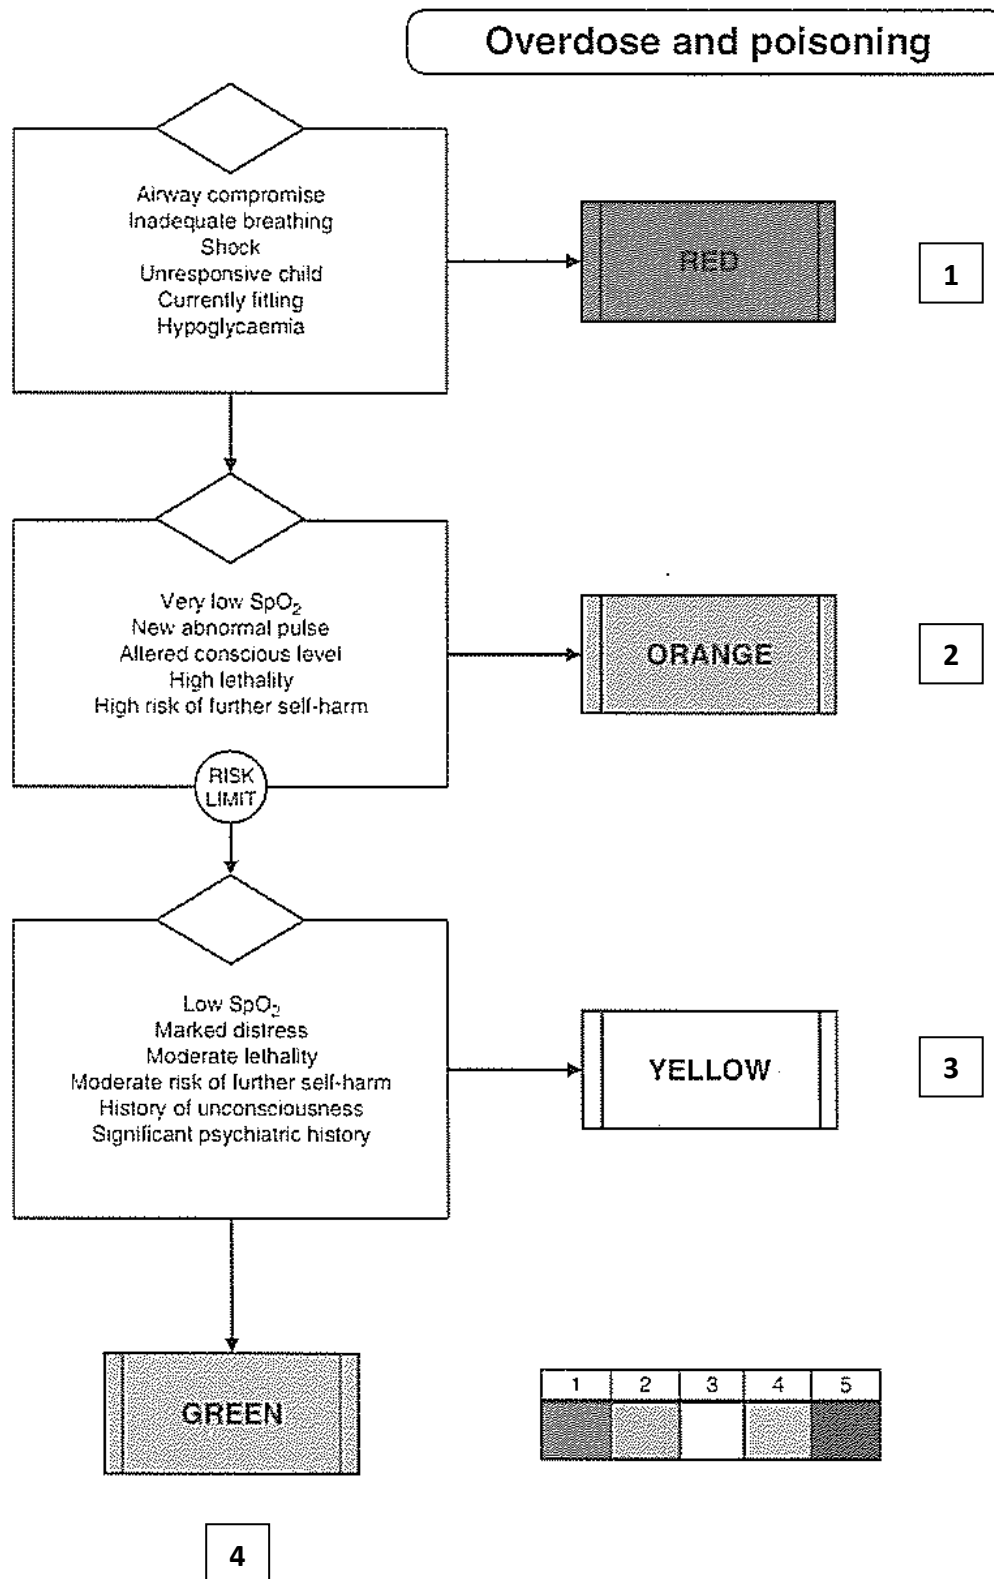 Overdose and poisoning
Airway compromise
Inadequate breathing
Shock
Unresponsive child
Currently fitting
Hypoglycaemia
RED
1
Very low SpO₂
New abnormal pulse
Altered conscious level
High lethality
High risk of further self-harm
ORANGE
2
RISK
LIMIT
Low SpO₂
Marked distress
Moderate lethality
Moderate risk of further self-harm
History of unconsciousness
Significant psychiatric history
YELLOW
3
GREEN
1 2 3 4 5
4